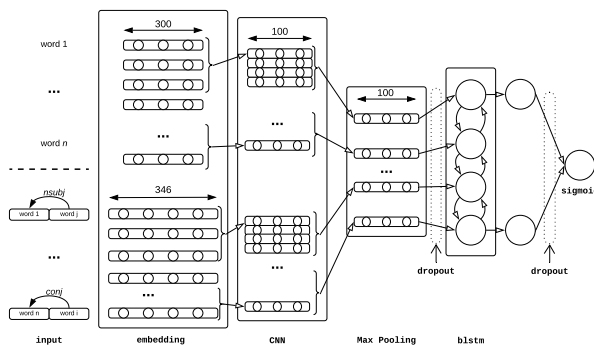 300
100
word 1
...
...
word n
...
100
...
346
nsubj
word 1 word j
...
...
...
conj
word n word i
sigmoid
dropout
dropout
input
embedding
CNN
Max Pooling
blstm